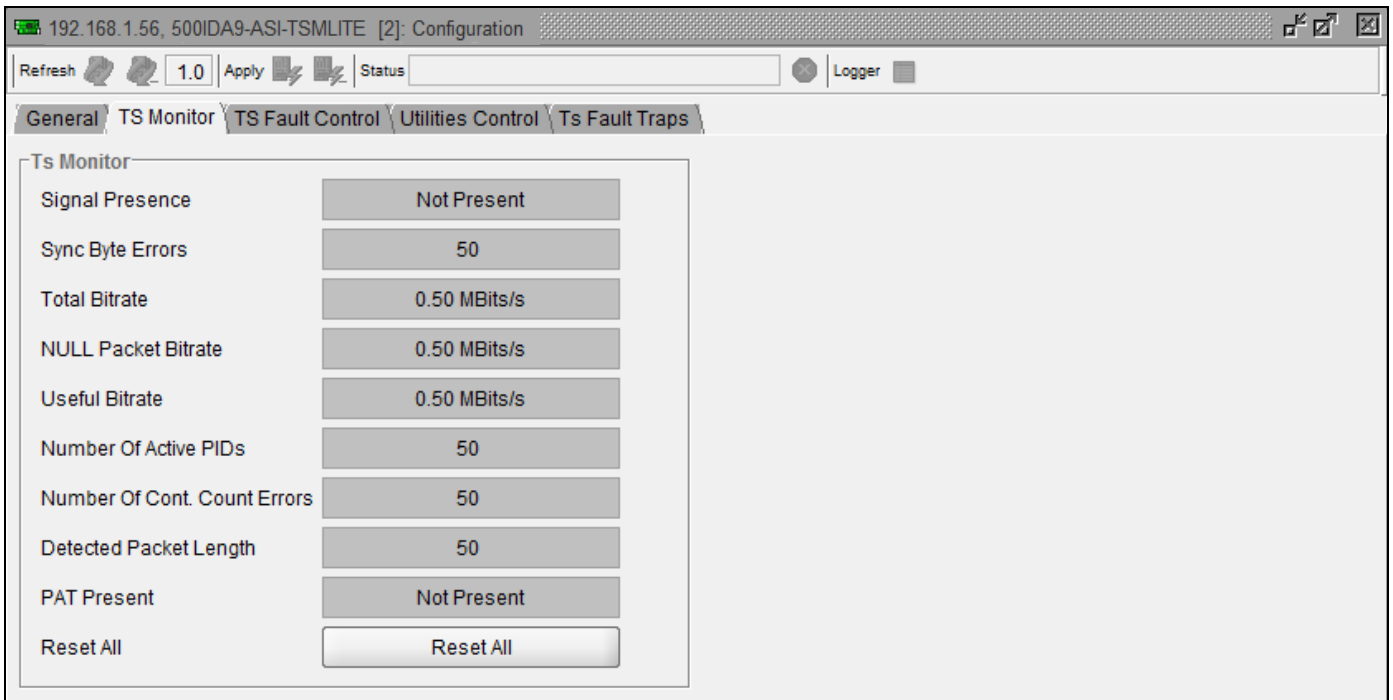 192.168.1.56, 500IDA9-ASI-TSMLITE [2]: Configuration
Refresh 1.0 Apply Status Logger
General TS Monitor TS Fault Control Utilities Control Ts Fault Traps
Ts Monitor
Signal Presence Not Present
Sync Byte Errors 50
Total Bitrate 0.50 MBits/s
NULL Packet Bitrate 0.50 MBits/s
Useful Bitrate 0.50 MBits/s
Number Of Active PIDs 50
Number Of Cont. Count Errors 50
Detected Packet Length 50
PAT Present Not Present
Reset All Reset All